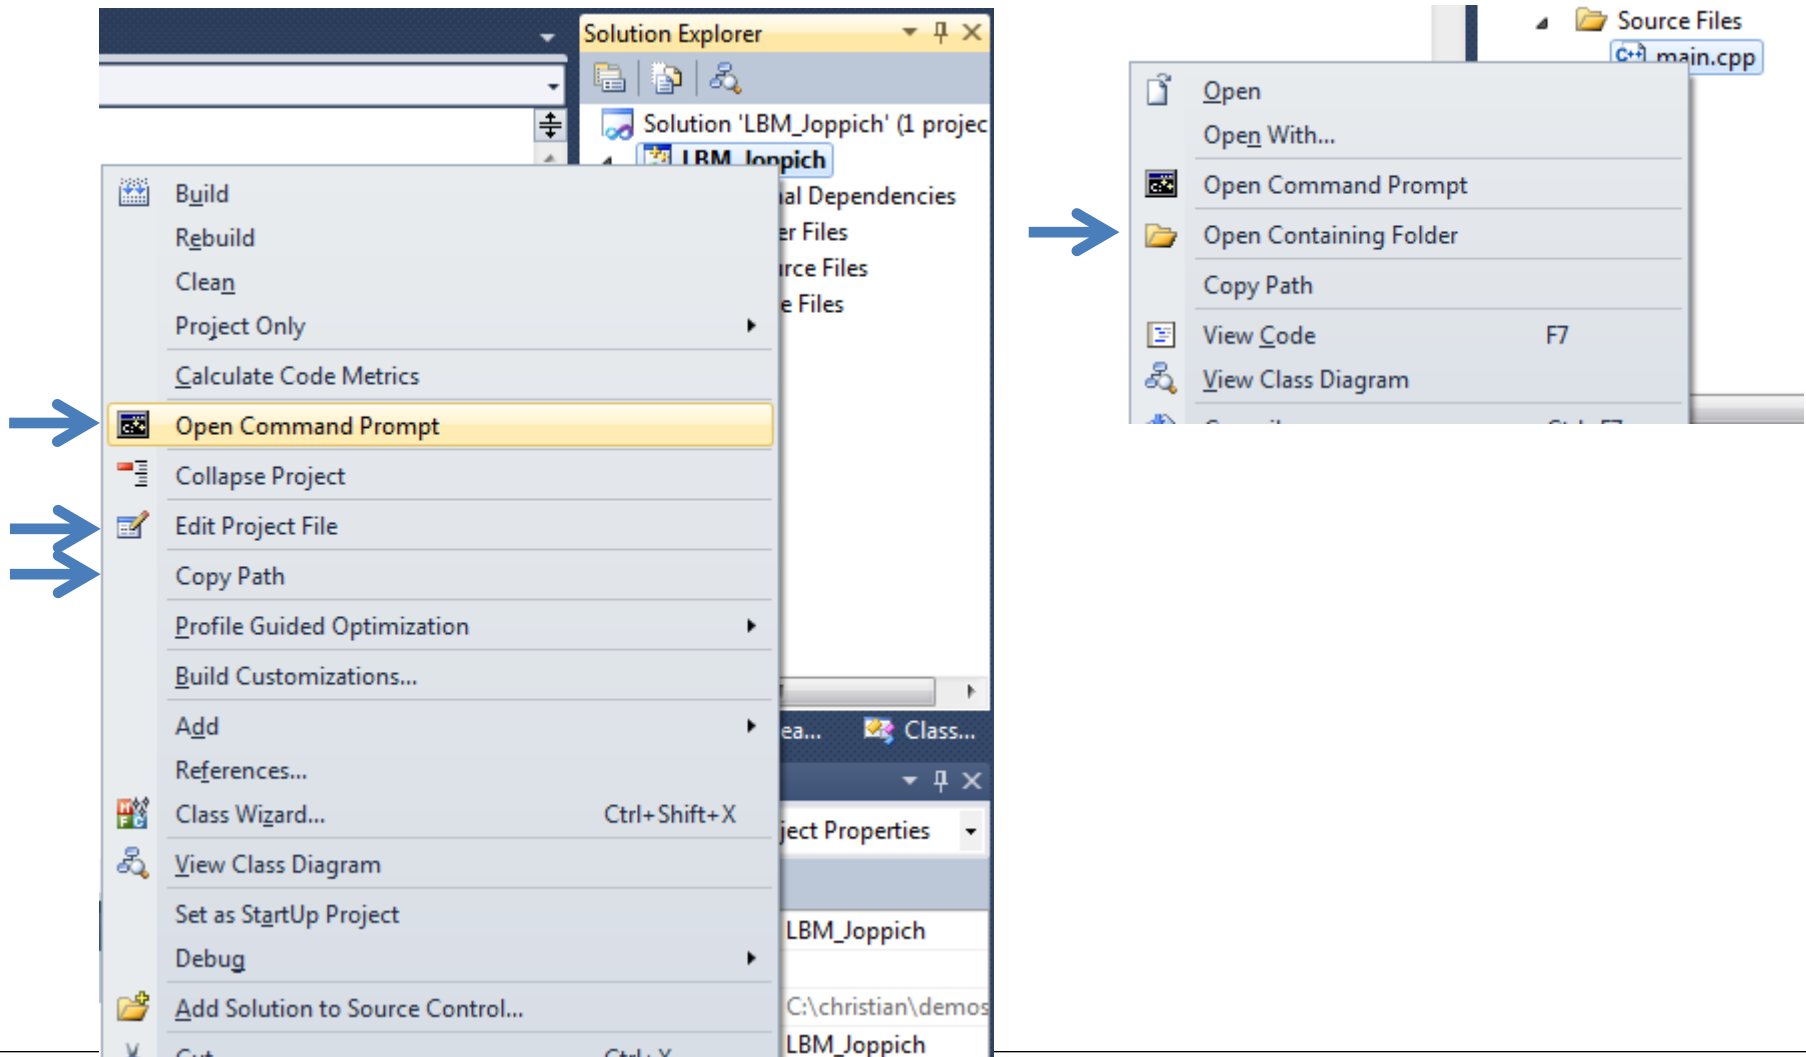 Solution Explorer
Solution 'LBM_Joppich' (1 projec
LBM_Joppich
al Dependencies
er Files
rce Files
e Files
Build
Rebuild
Clean
Project Only
Calculate Code Metrics
Open Command Prompt
Collapse Project
Edit Project File
Copy Path
Profile Guided Optimization
Build Customizations...
Add
References...
Class Wizard... Ctrl+Shift+X
View Class Diagram
Set as StartUp Project
Debug
Add Solution to Source Control...
Cut Ctrl+X
ea... Class...
ject Properties
LBM_Joppich
C:\christian\demos
LBM_Joppich
Source Files
main.cpp
Open
Open With...
Open Command Prompt
Open Containing Folder
Copy Path
View Code F7
View Class Diagram